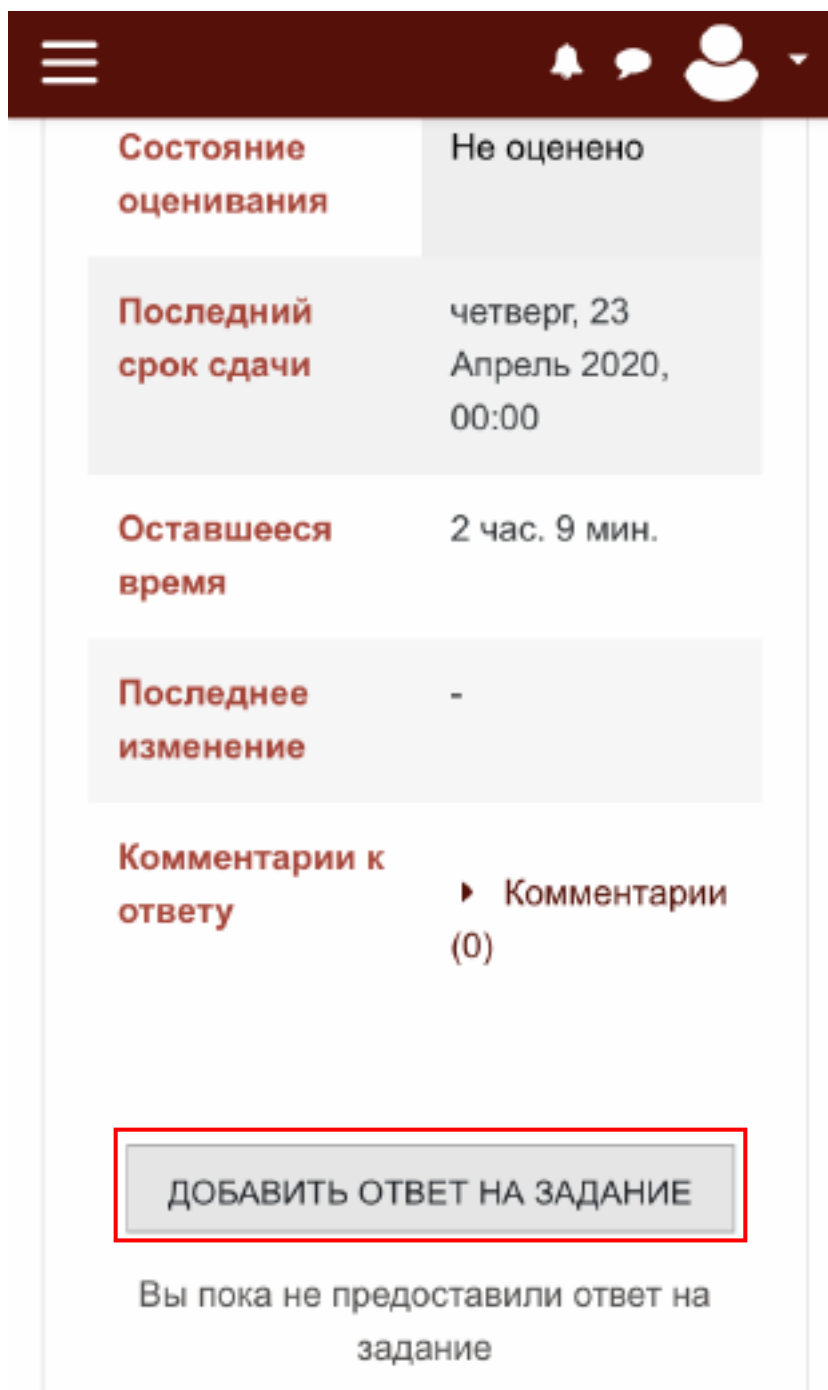 Состояние
оценивания
Не оценено
Последний
срок сдачи
четверг, 23
Апрель 2020,
00:00
Оставшееся
время
2 час. 9 мин.
Последнее
изменение
-
Комментарии к
ответу
Комментарии
(0)
ДОБАВИТЬ ОТВЕТ НА ЗАДАНИЕ
Вы пока не предоставили ответ на
задание